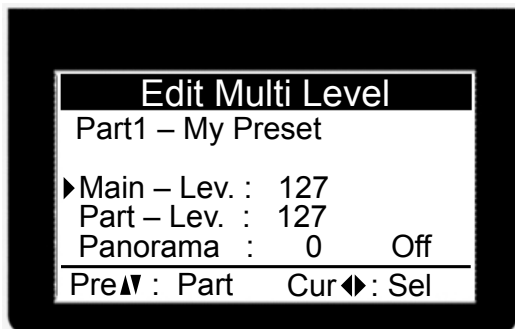 Edit Multi Level
Part1 – My Preset
Main – Lev. : 127
Part – Lev. : 127
Panorama : 0 Off
Pre : Part Cur : Sel